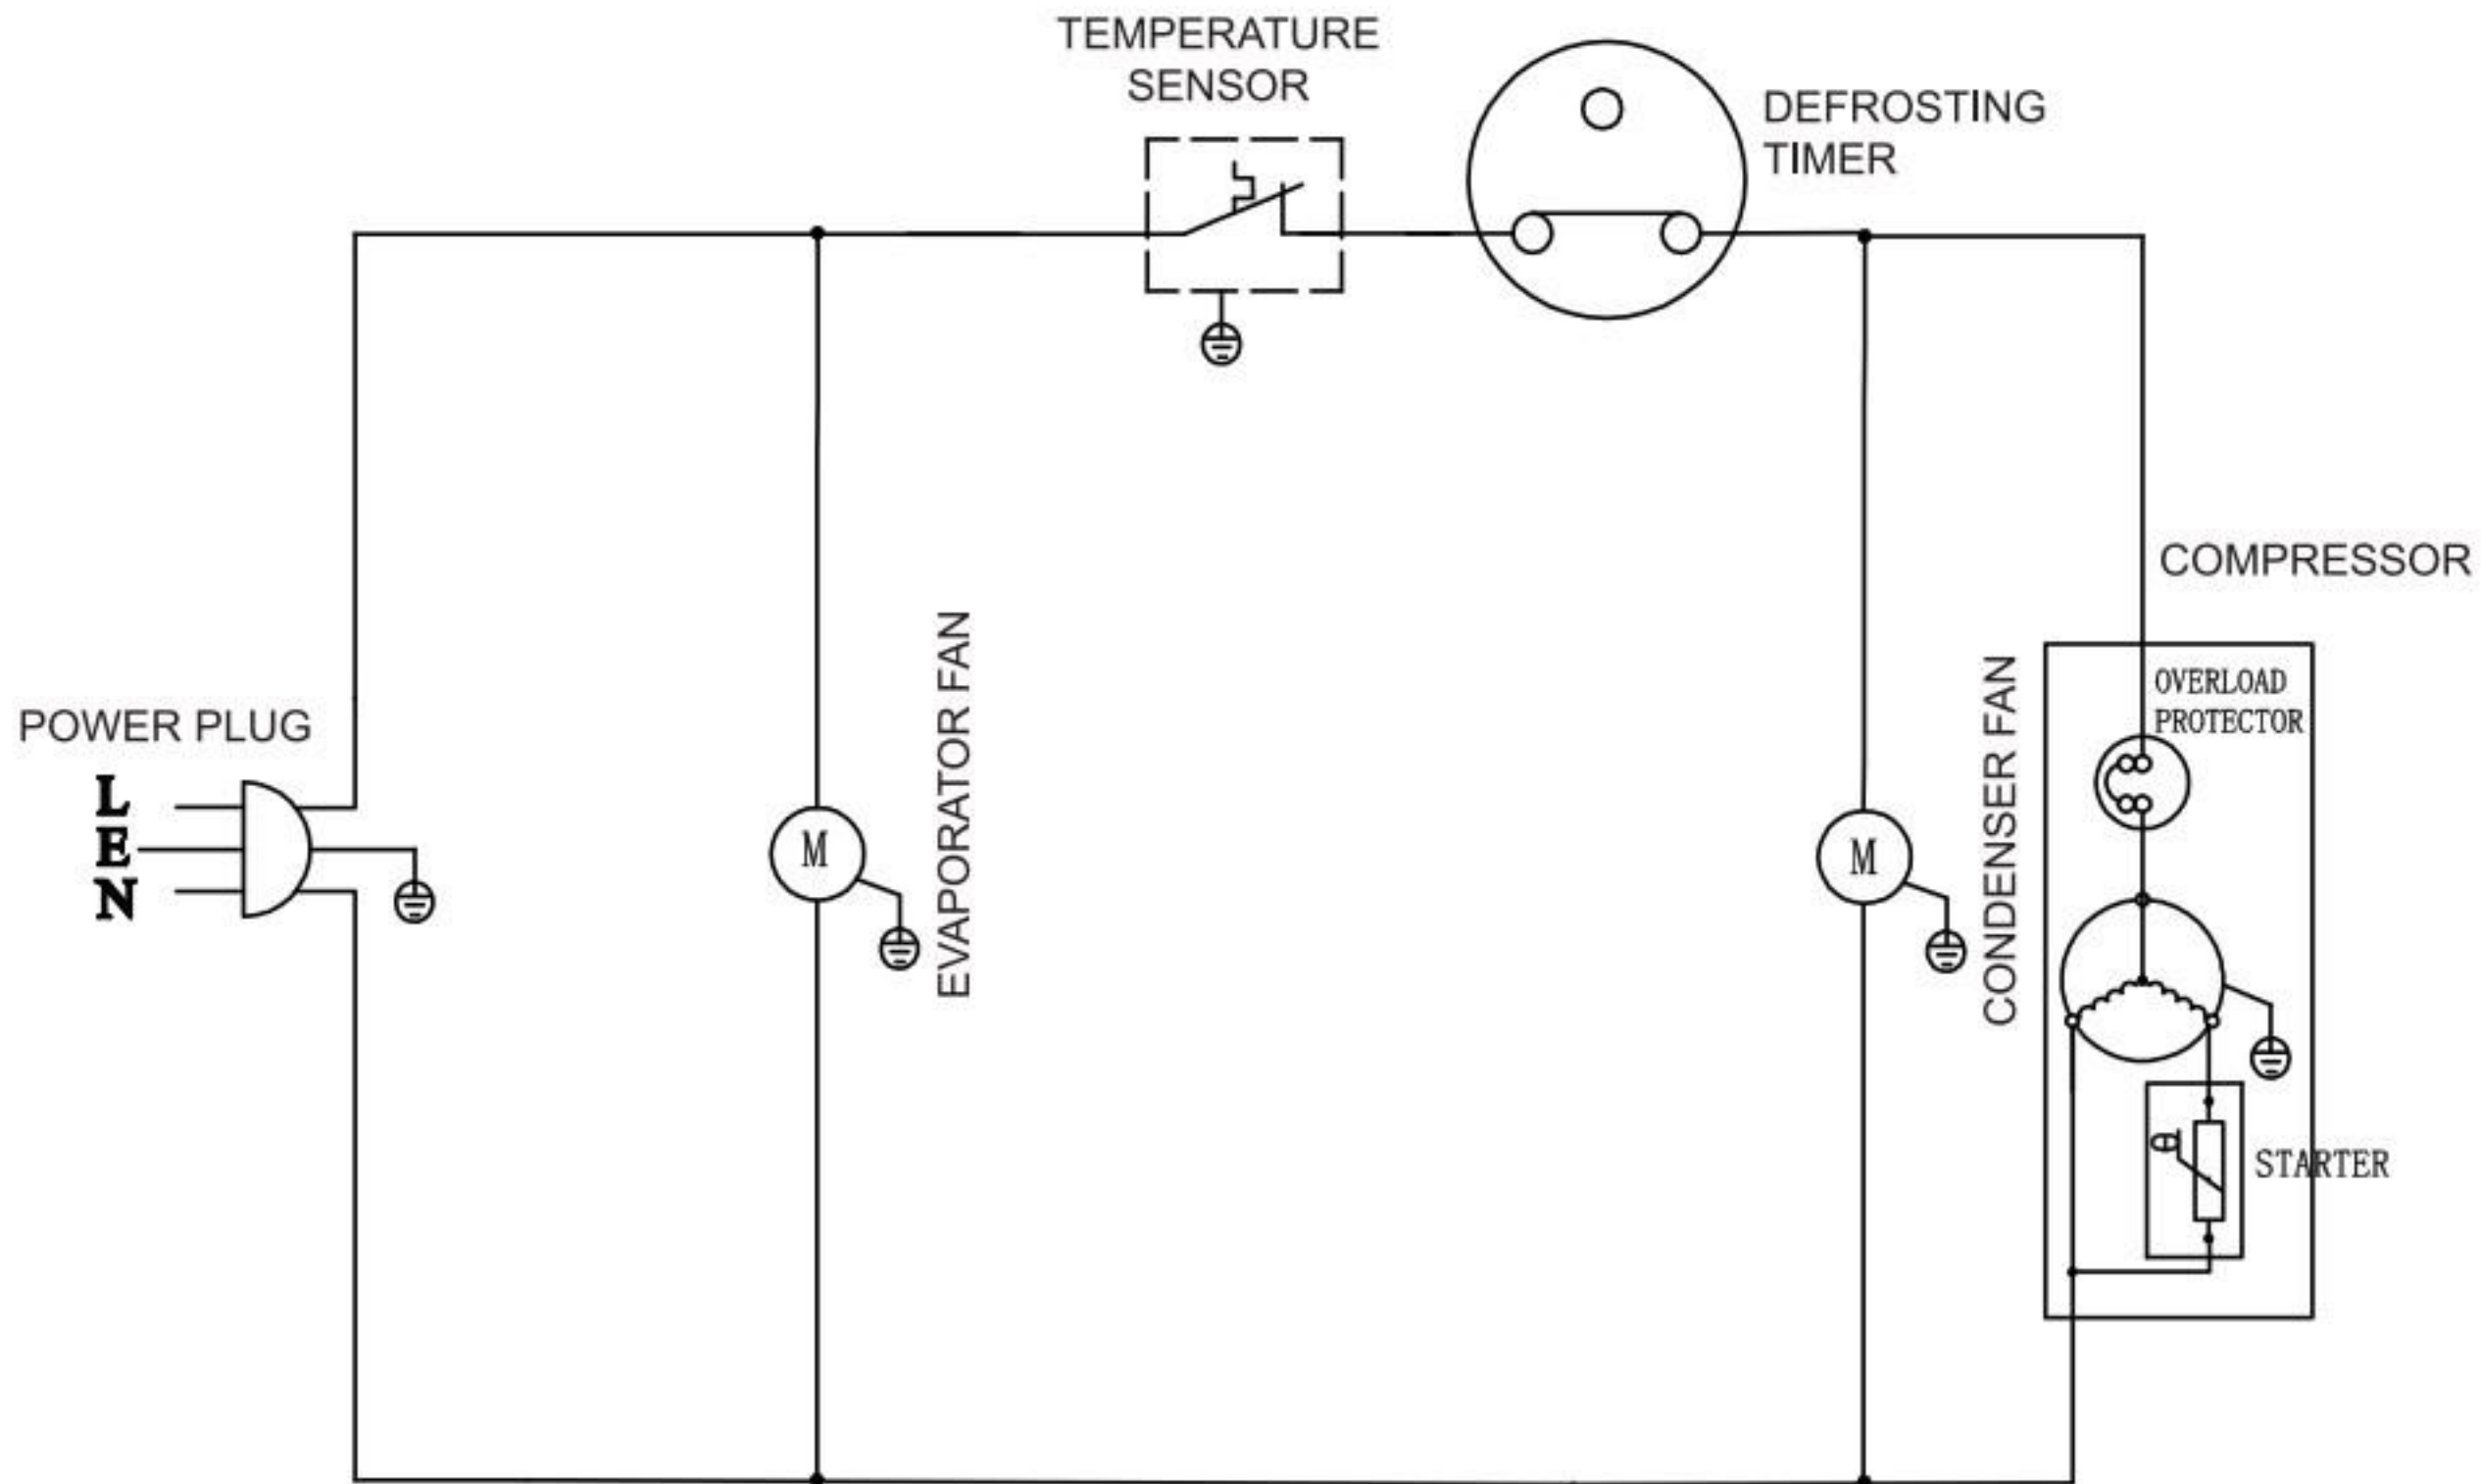 TEMPERATURE
SENSOR
DEFROSTING
TIMER
COMPRESSOR
OVERLOAD
PROTECTOR
POWER PLUG
L
E
N
EVAPORATOR FAN
M
CONDENSER FAN
M
θ
STARTER